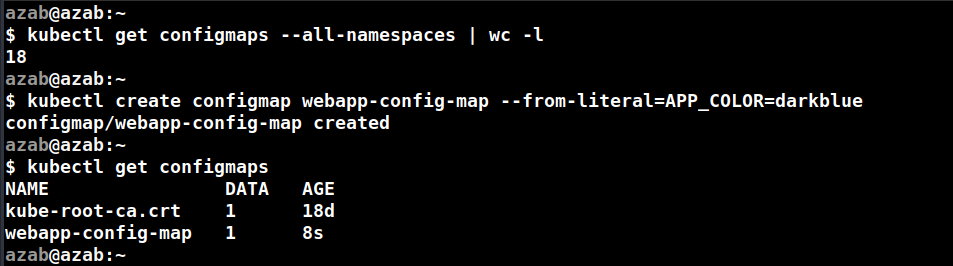 azab@azab:~
$ kubectl get configmaps --all-namespaces | wc -l
18
azab@azab:~
$ kubectl create configmap webapp-config-map --from-literal=APP_COLOR=darkblue
configmap/webapp-config-map created
azab@azab:~
$ kubectl get configmaps
NAME                DATA   AGE
kube-root-ca.crt    1      18d
webapp-config-map   1      8s
azab@azab:~